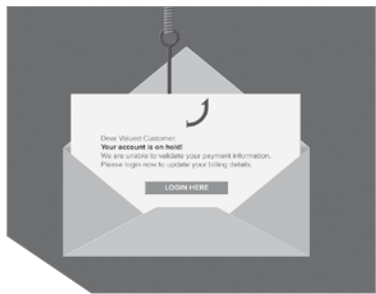 Dear Valued Customer,
Your account is on hold!
We are unable to validate your payment information.
Please login now to update your billing details.
LOGIN HERE